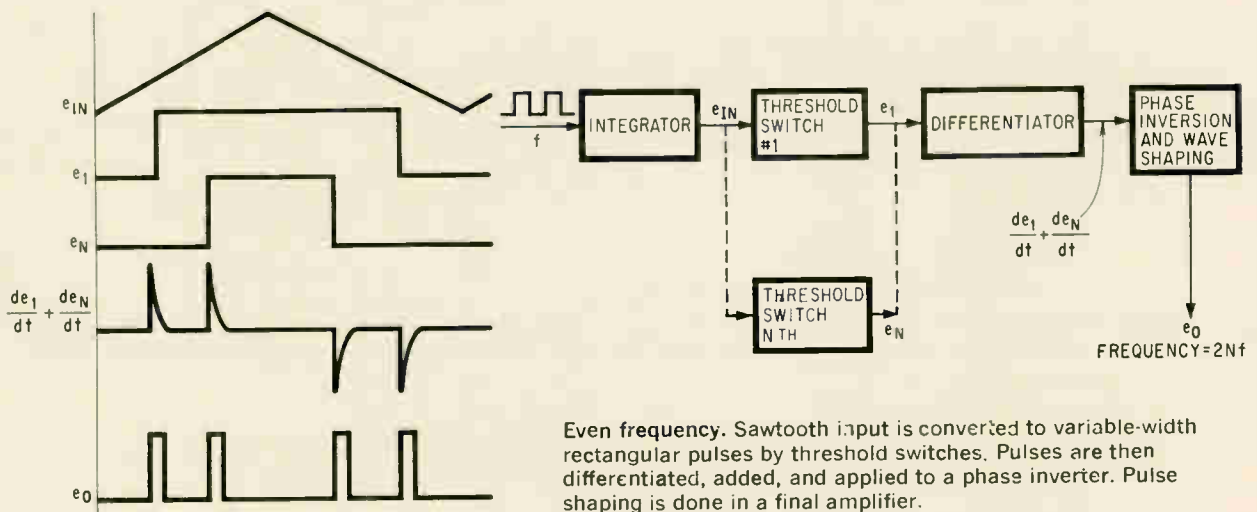 e_IN
e_1
e_N
de_1/dt + de_N/dt
e_O
f
INTEGRATOR
e_IN
THRESHOLD
SWITCH
#1
e_1
DIFFERENTIATOR
PHASE
INVERSION
AND WAVE
SHAPING
de_1/dt + de_N/dt
THRESHOLD
SWITCH
N TH
e_N
e_O
FREQUENCY=2Nf
Even frequency. Sawtooth input is converted to variable-width
rectangular pulses by threshold switches. Pulses are then
differentiated, added, and applied to a phase inverter. Pulse
shaping is done in a final amplifier.